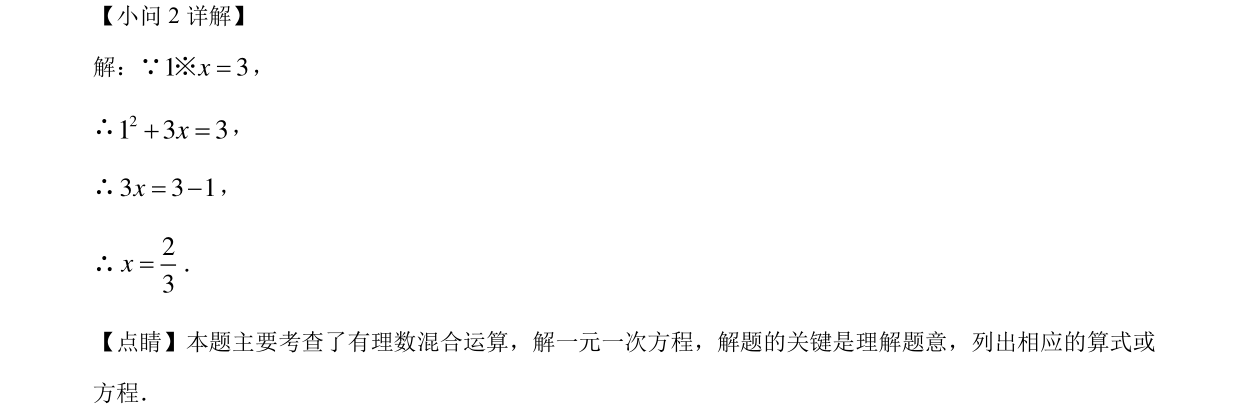 【小问 2 详解】
解：∵1※x = 3，
∴1² + 3x = 3，
∴3x = 3−1，
∴x = 2/3．
【点睛】本题主要考查了有理数混合运算，解一元一次方程，解题的关键是理解题意，列出相应的算式或
方程．